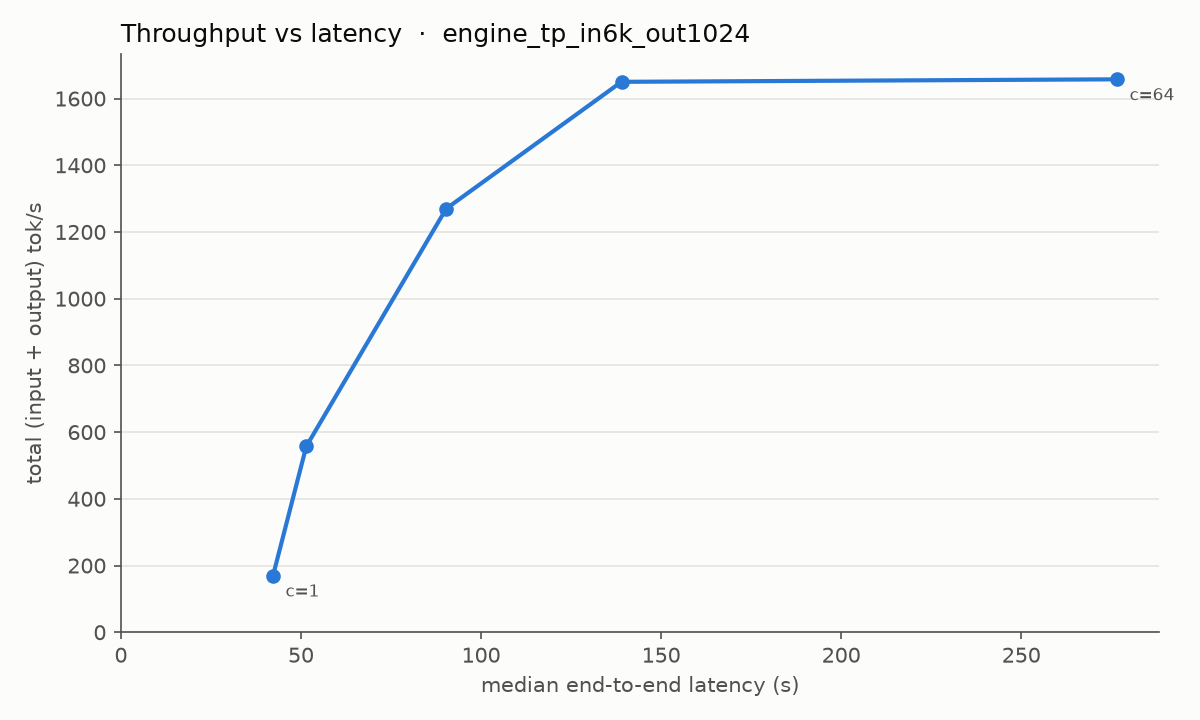 Throughput vs latency · engine_tp_in6k_out1024
total (input + output) tok/s
1600
1400
1200
1000
800
600
400
200
0
c=64
c=1
0 50 100 150 200 250
median end-to-end latency (s)